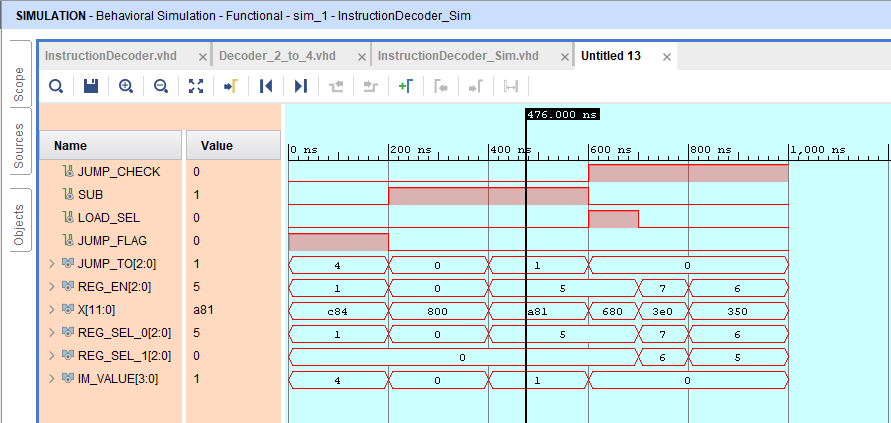 SIMULATION - Behavioral Simulation - Functional - sim_1 - InstructionDecoder_Sim
Scope
Sources
Objects
InstructionDecoder.vhd × Decoder_2_to_4.vhd × InstructionDecoder_Sim.vhd × Untitled 13 ×
476.000 ns
Name Value 0 ns 200 ns 400 ns 600 ns 800 ns 1,000 ns
JUMP_CHECK 0
SUB 1
LOAD_SEL 0
JUMP_FLAG 0
JUMP_TO[2:0] 1 4 0 1 0
REG_EN[2:0] 5 1 0 5 7 6
X[11:0] a81 c84 800 a81 680 3e0 350
REG_SEL_0[2:0] 5 1 0 5 7 6
REG_SEL_1[2:0] 0 0 6 5
IM_VALUE[3:0] 1 4 0 1 0